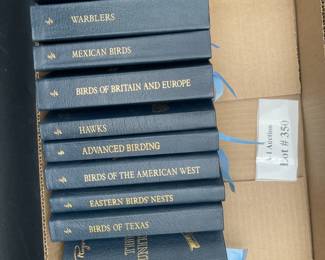 WARBLERS
MEXICAN BIRDS
BIRDS OF BRITAIN AND EUROPE
HAWKS
ADVANCED BIRDING
BIRDS OF THE AMERICAN WEST
EASTERN BIRDS' NESTS
BIRDS OF TEXAS
A-1 Auction
Lot # 350